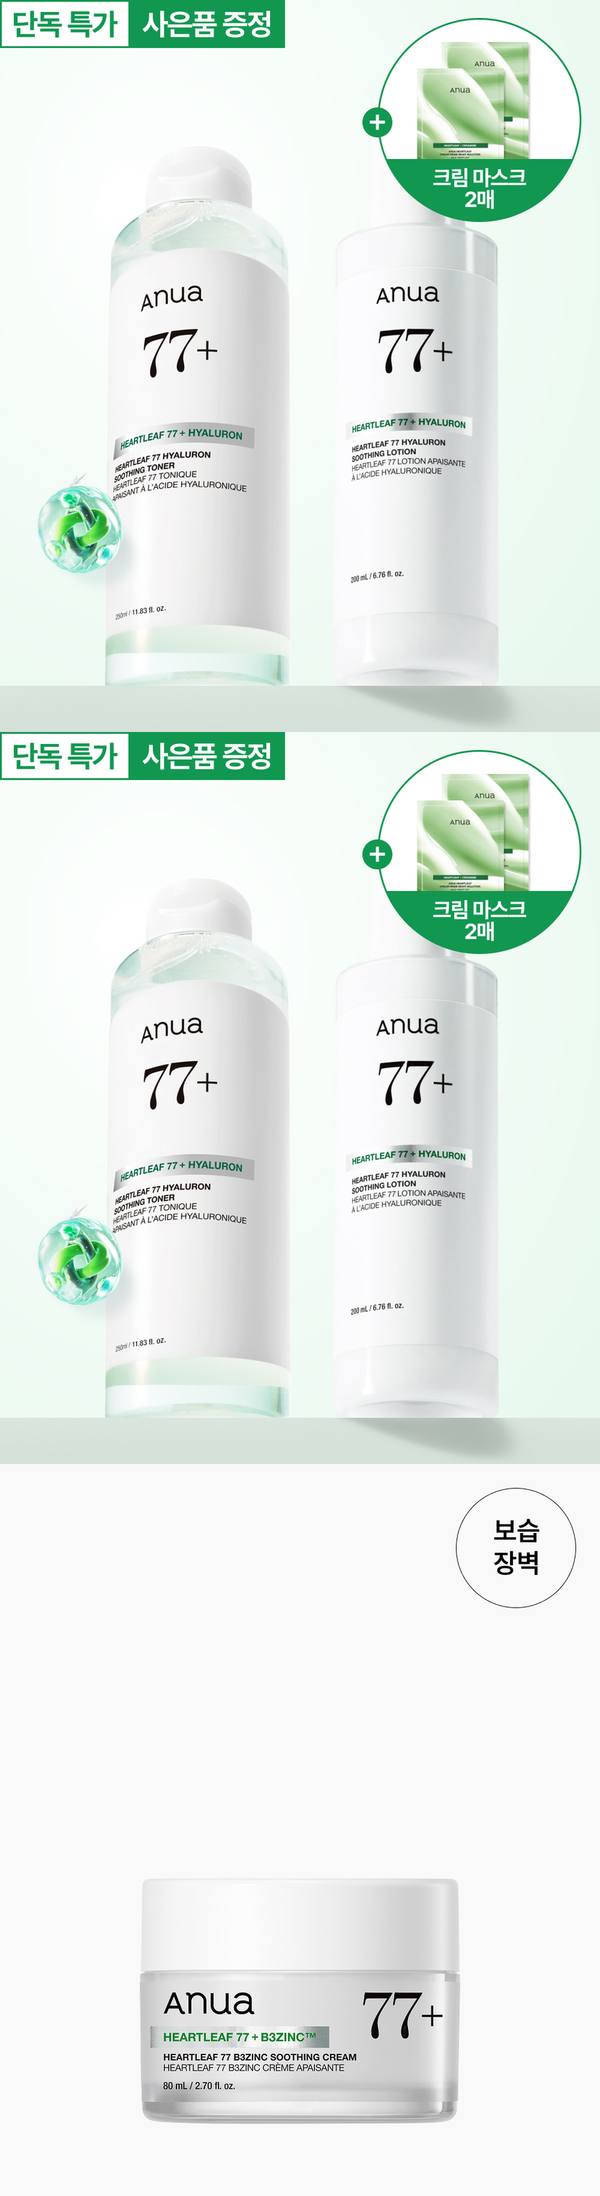 단독 특가 사은품 증정
Anua
Anua
크림 마스크
2매
Anua
77+
HEARTLEAF 77 + HYALURON
HEARTLEAF 77 HYALURON
SOOTHING TONER
HEARTLEAF 77 TONIQUE
APAISANT À L'ACIDE HYALURONIQUE
250ml / 11.83 fl. oz.
Anua
77+
HEARTLEAF 77 + HYALURON
HEARTLEAF 77 HYALURON
SOOTHING LOTION
HEARTLEAF 77 LOTION APAISANTE
À L'ACIDE HYALURONIQUE
200 mL / 6.76 fl. oz.
단독 특가 사은품 증정
Anua
Anua
크림 마스크
2매
Anua
77+
HEARTLEAF 77 + HYALURON
HEARTLEAF 77 HYALURON
SOOTHING TONER
HEARTLEAF 77 TONIQUE
APAISANT À L'ACIDE HYALURONIQUE
250ml / 11.83 fl. oz.
Anua
77+
HEARTLEAF 77 + HYALURON
HEARTLEAF 77 HYALURON
SOOTHING LOTION
HEARTLEAF 77 LOTION APAISANTE
À L'ACIDE HYALURONIQUE
200 mL / 6.76 fl. oz.
보습
장벽
Anua
77+
HEARTLEAF 77 + B3ZINC™
HEARTLEAF 77 B3ZINC SOOTHING CREAM
HEARTLEAF 77 B3ZINC CRÈME APAISANTE
80 mL / 2.70 fl. oz.